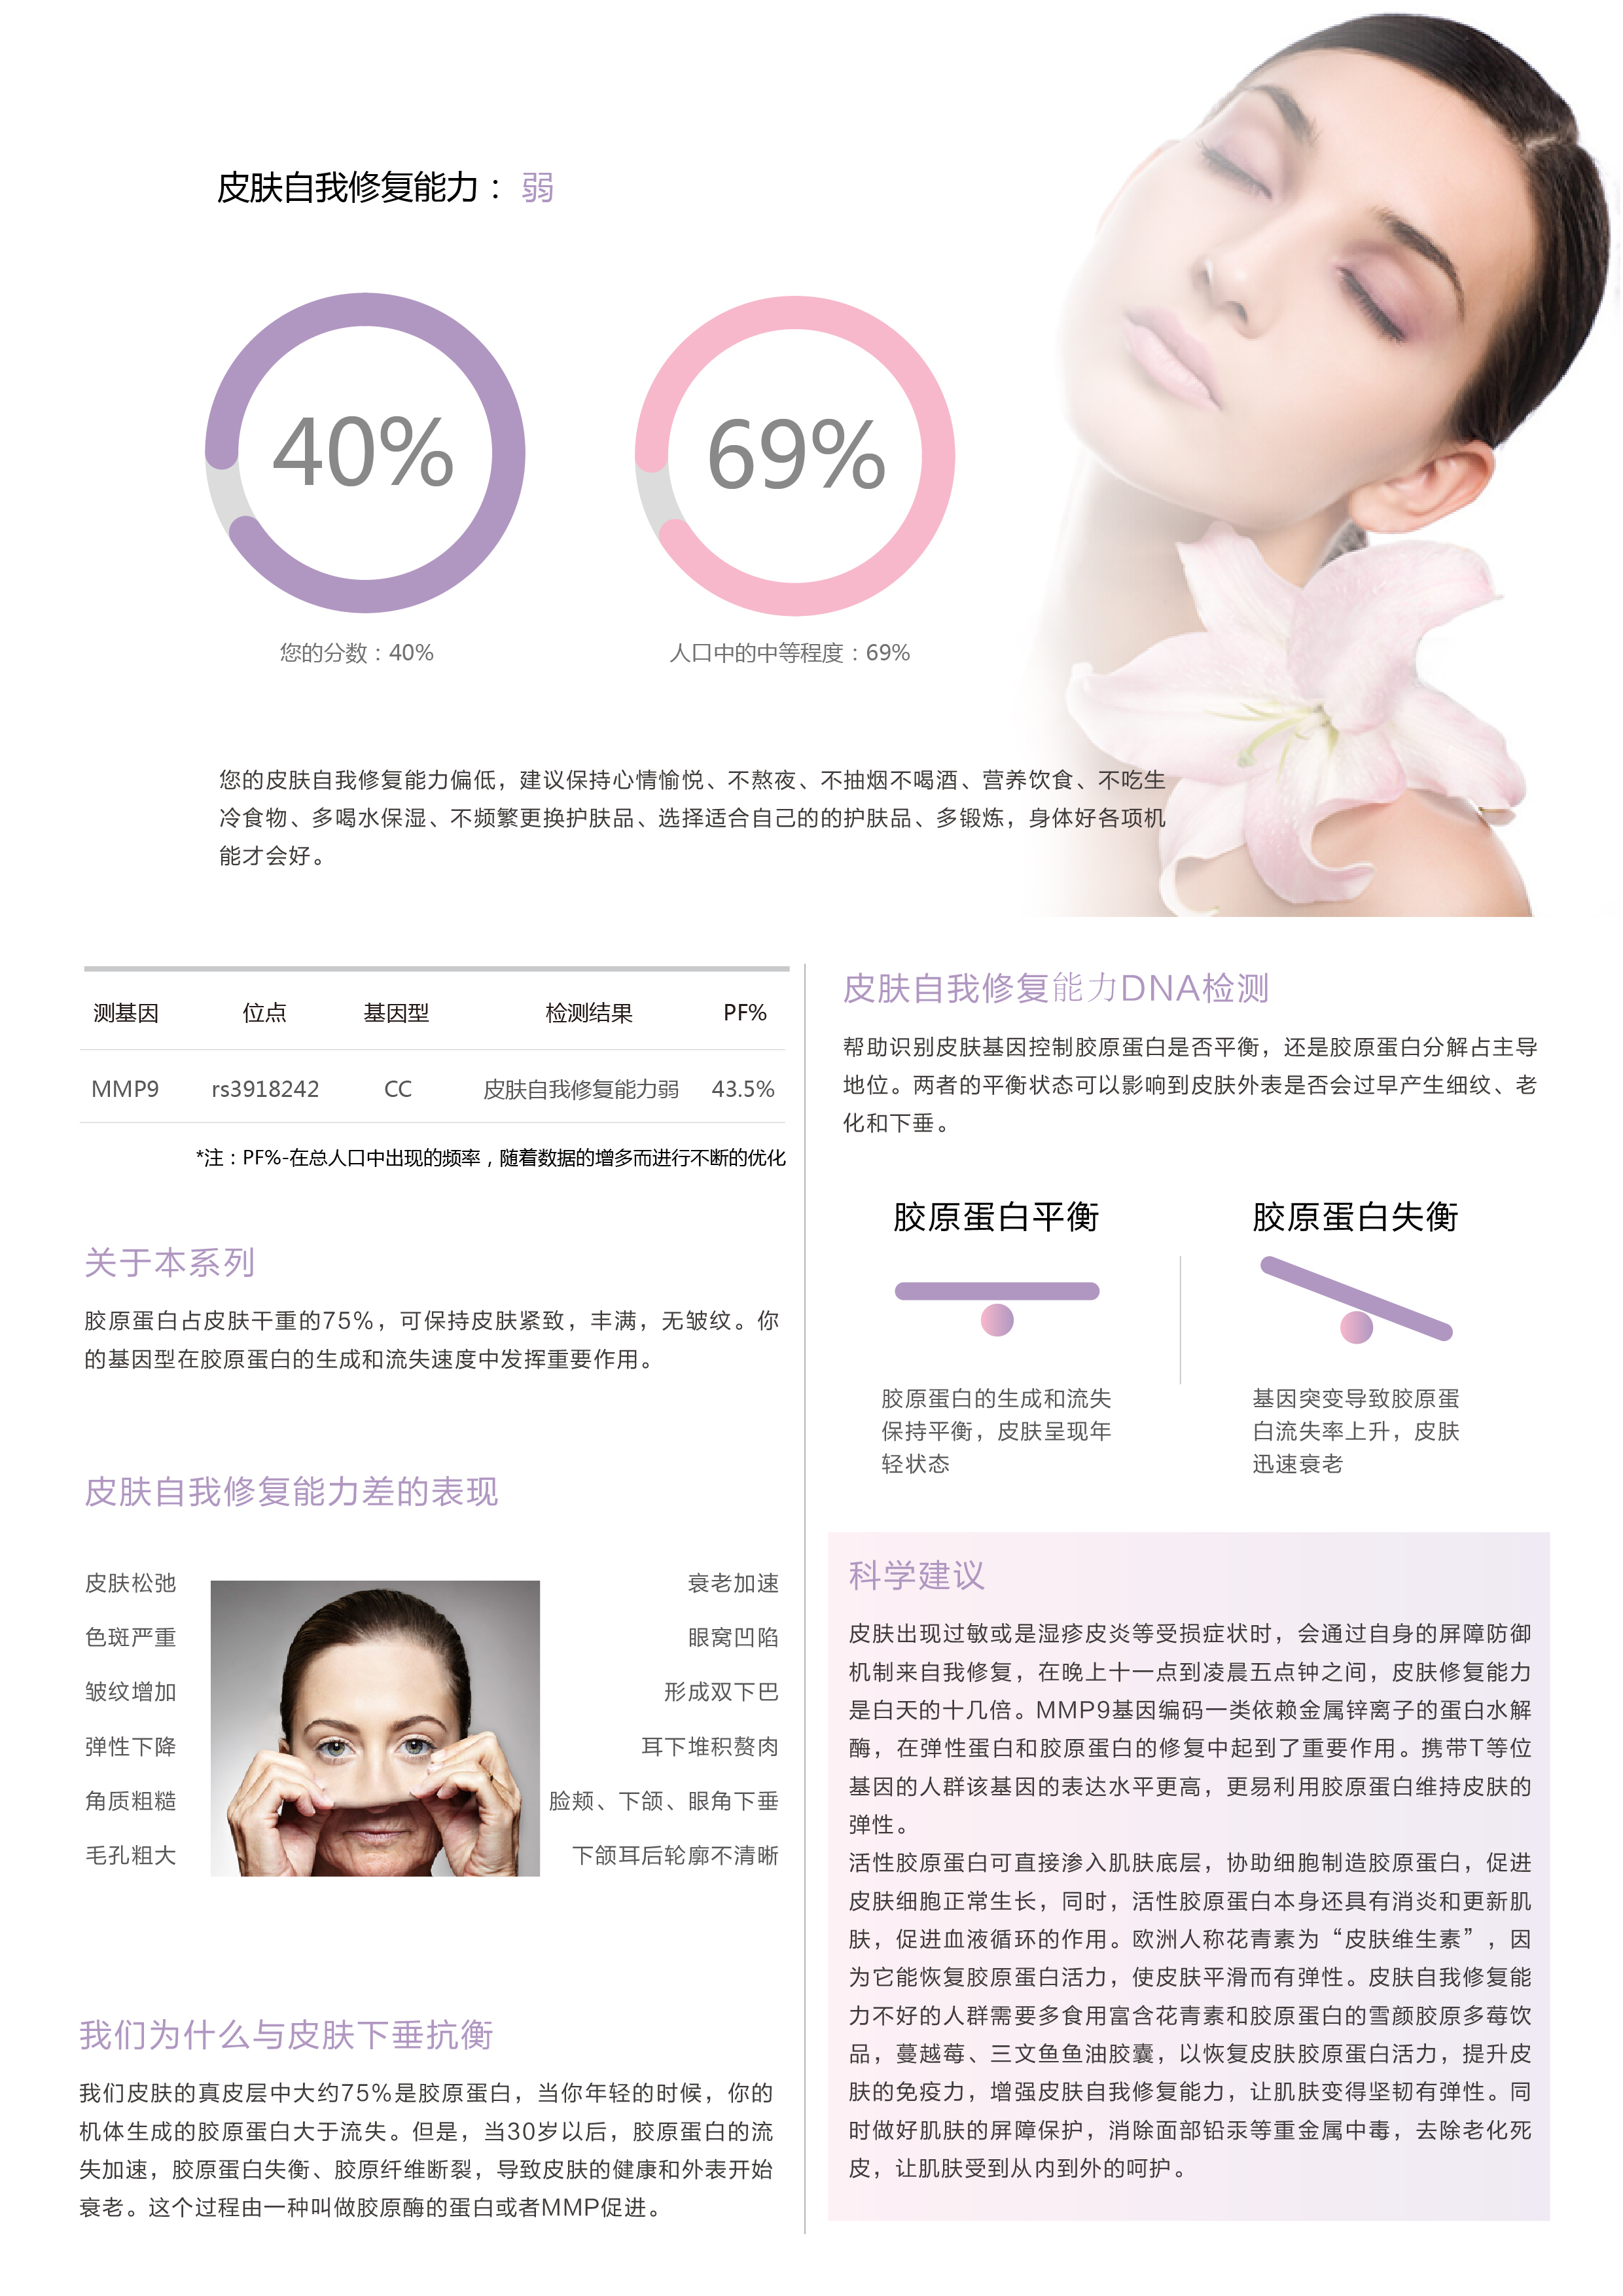 皮肤自我修复能力： 弱
40%
69%
您的分数：40%
人口中的中等程度：69%
您的皮肤自我修复能力偏低，建议保持心情愉悦、不熬夜、不抽烟不喝酒、营养饮食、不吃生
冷食物、多喝水保湿、不频繁更换护肤品、选择适合自己的的护肤品、多锻炼，身体好各项机
能才会好。
测基因 位点 基因型 检测结果 PF%
MMP9 rs3918242 CC 皮肤自我修复能力弱 43.5%
*注：PF%-在总人口中出现的频率，随着数据的增多而进行不断的优化
关于本系列
胶原蛋白占皮肤干重的75%，可保持皮肤紧致，丰满，无皱纹。你
的基因型在胶原蛋白的生成和流失速度中发挥重要作用。
皮肤自我修复能力差的表现
皮肤松弛
色斑严重
皱纹增加
弹性下降
角质粗糙
毛孔粗大
衰老加速
眼窝凹陷
形成双下巴
耳下堆积赘肉
脸颊、下颌、眼角下垂
下颌耳后轮廓不清晰
我们为什么与皮肤下垂抗衡
我们皮肤的真皮层中大约75%是胶原蛋白，当你年轻的时候，你的
机体生成的胶原蛋白大于流失。但是，当30岁以后，胶原蛋白的流
失加速，胶原蛋白失衡、胶原纤维断裂，导致皮肤的健康和外表开始
衰老。这个过程由一种叫做胶原酶的蛋白或者MMP促进。
皮肤自我修复能力DNA检测
帮助识别皮肤基因控制胶原蛋白是否平衡，还是胶原蛋白分解占主导
地位。两者的平衡状态可以影响到皮肤外表是否会过早产生细纹、老
化和下垂。
胶原蛋白平衡
胶原蛋白的生成和流失
保持平衡，皮肤呈现年
轻状态
胶原蛋白失衡
基因突变导致胶原蛋
白流失率上升，皮肤
迅速衰老
科学建议
皮肤出现过敏或是湿疹皮炎等受损症状时，会通过自身的屏障防御
机制来自我修复，在晚上十一点到凌晨五点钟之间，皮肤修复能力
是白天的十几倍。MMP9基因编码一类依赖金属锌离子的蛋白水解
酶，在弹性蛋白和胶原蛋白的修复中起到了重要作用。携带T等位
基因的人群该基因的表达水平更高，更易利用胶原蛋白维持皮肤的
弹性。
活性胶原蛋白可直接渗入肌肤底层，协助细胞制造胶原蛋白，促进
皮肤细胞正常生长，同时，活性胶原蛋白本身还具有消炎和更新肌
肤，促进血液循环的作用。欧洲人称花青素为“皮肤维生素”，因
为它能恢复胶原蛋白活力，使皮肤平滑而有弹性。皮肤自我修复能
力不好的人群需要多食用富含花青素和胶原蛋白的雪颜胶原多莓饮
品，蔓越莓、三文鱼鱼油胶囊，以恢复皮肤胶原蛋白活力，提升皮
肤的免疫力，增强皮肤自我修复能力，让肌肤变得坚韧有弹性。同
时做好肌肤的屏障保护，消除面部铅汞等重金属中毒，去除老化死
皮，让肌肤受到从内到外的呵护。